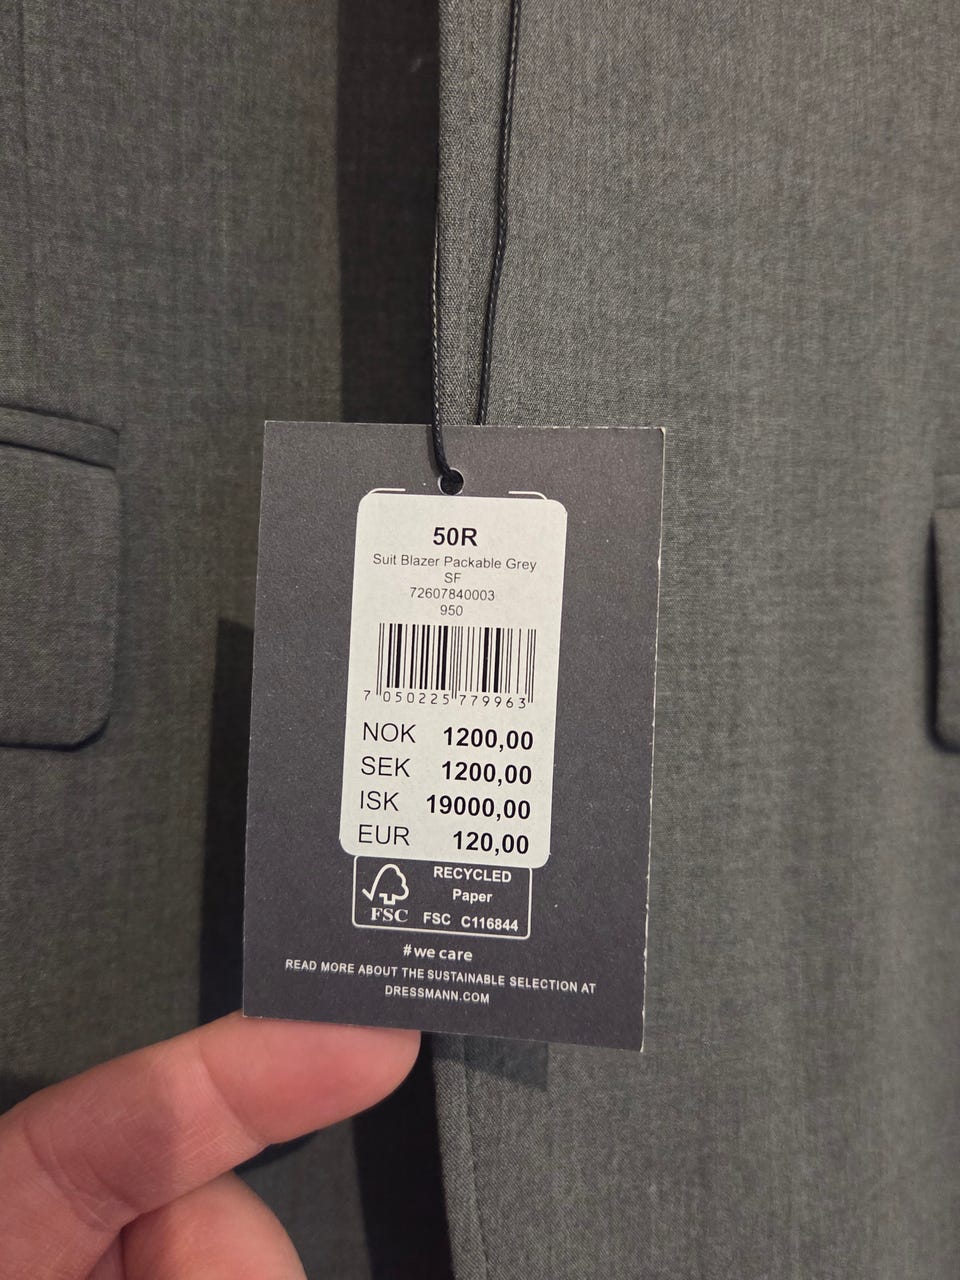 50R
Suit Blazer Packable Grey
SF
72607840003
950
7 050225 779963
NOK 1200,00
SEK 1200,00
ISK 19000,00
EUR 120,00
RECYCLED
Paper
FSC FSC C116844
#we care
READ MORE ABOUT THE SUSTAINABLE SELECTION AT
DRESSMANN.COM